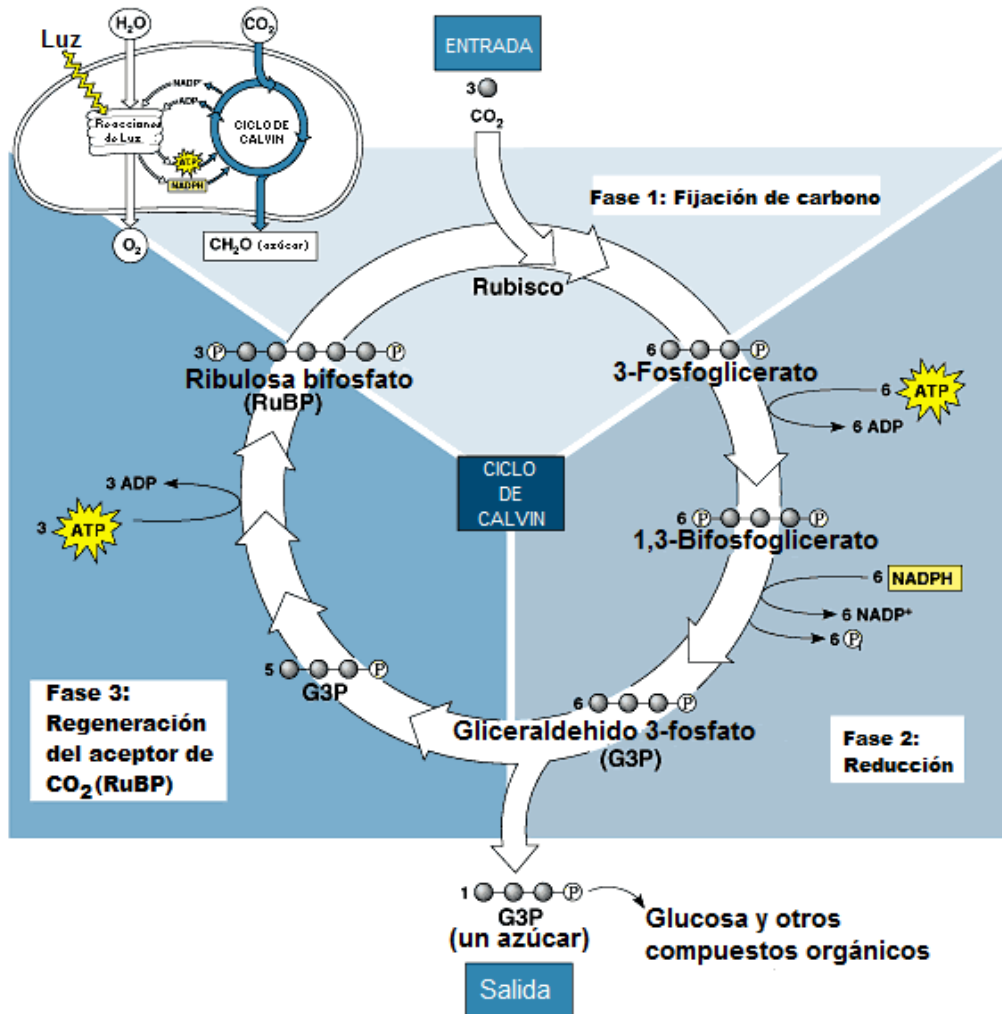 H₂O
CO₂
Luz
NADP⁺
ADP
Reacciones
de Luz
CICLO DE
CALVIN
ATP
NADPH
O₂
CH₂O (azúcar)
ENTRADA
3
CO₂
Fase 1: Fijación de carbono
Rubisco
3 P P
Ribulosa bifosfato
(RuBP)
6 P
3-Fosfoglicerato
6 ATP
6 ADP
CICLO
DE
CALVIN
3 ADP
3 ATP
6 P P
1,3-Bifosfoglicerato
6 NADPH
6 NADP⁺
6 Pi
5 P
G3P
6 P
Gliceraldehido 3-fosfato
(G3P)
Fase 3:
Regeneración
del aceptor de
CO₂(RuBP)
Fase 2:
Reducción
1 P
G3P
(un azúcar)
Glucosa y otros
compuestos orgánicos
Salida